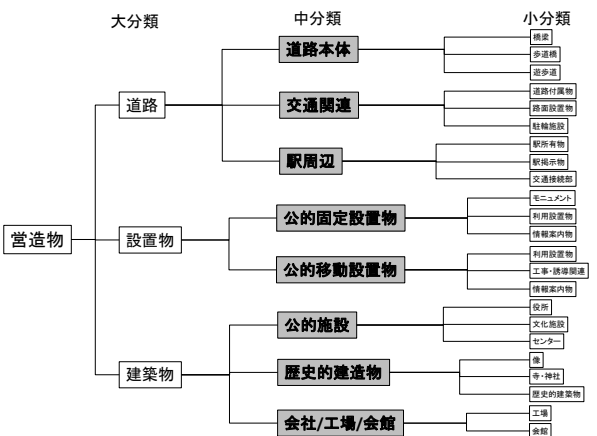 大分類
中分類
小分類
営造物
道路
道路本体
橋梁
歩道橋
遊歩道
交通関連
道路付属物
路面設置物
駐輪施設
駅周辺
駅所有物
駅掲示物
交通接続部
設置物
公的固定設置物
モニュメント
利用設置物
情報案内物
公的移動設置物
利用設置物
工事・誘導関連
情報案内物
建築物
公的施設
役所
文化施設
センター
歴史的建造物
像
寺・神社
歴史的建築物
会社/工場/会館
工場
会館